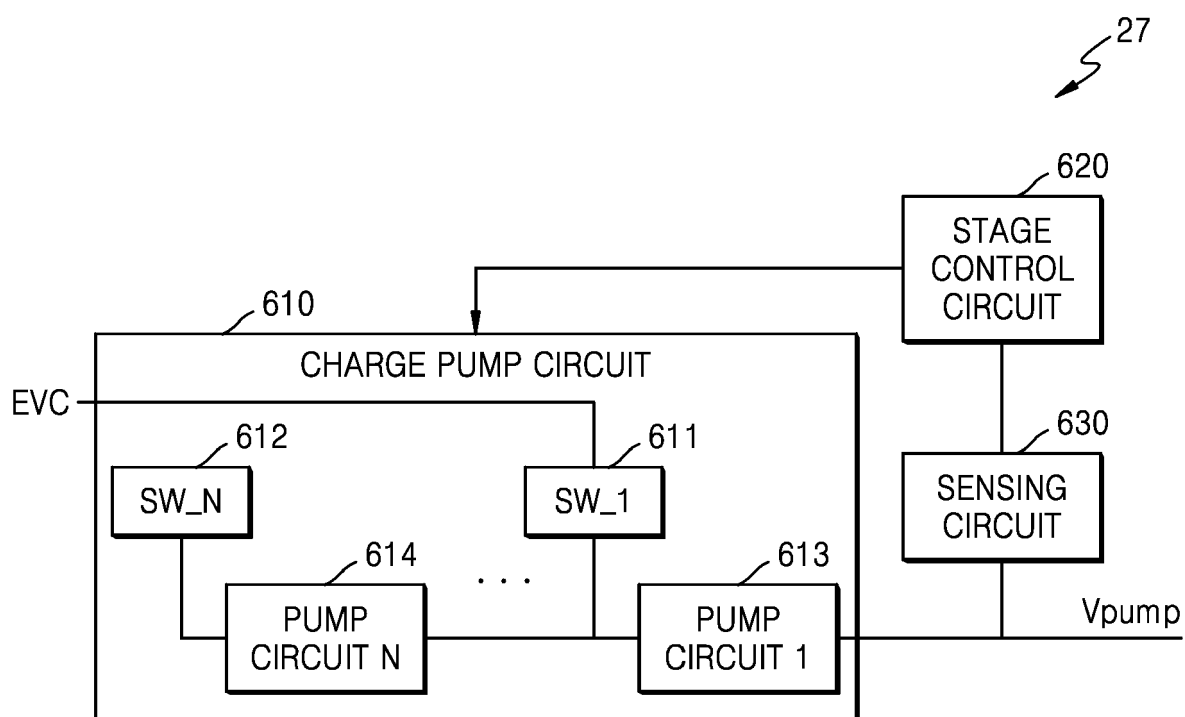 27
620
STAGE
CONTROL
CIRCUIT
610
CHARGE PUMP CIRCUIT
EVC
612
SW_N
611
SW_1
630
SENSING
CIRCUIT
614
PUMP
CIRCUIT N
. . .
613
PUMP
CIRCUIT 1
Vpump